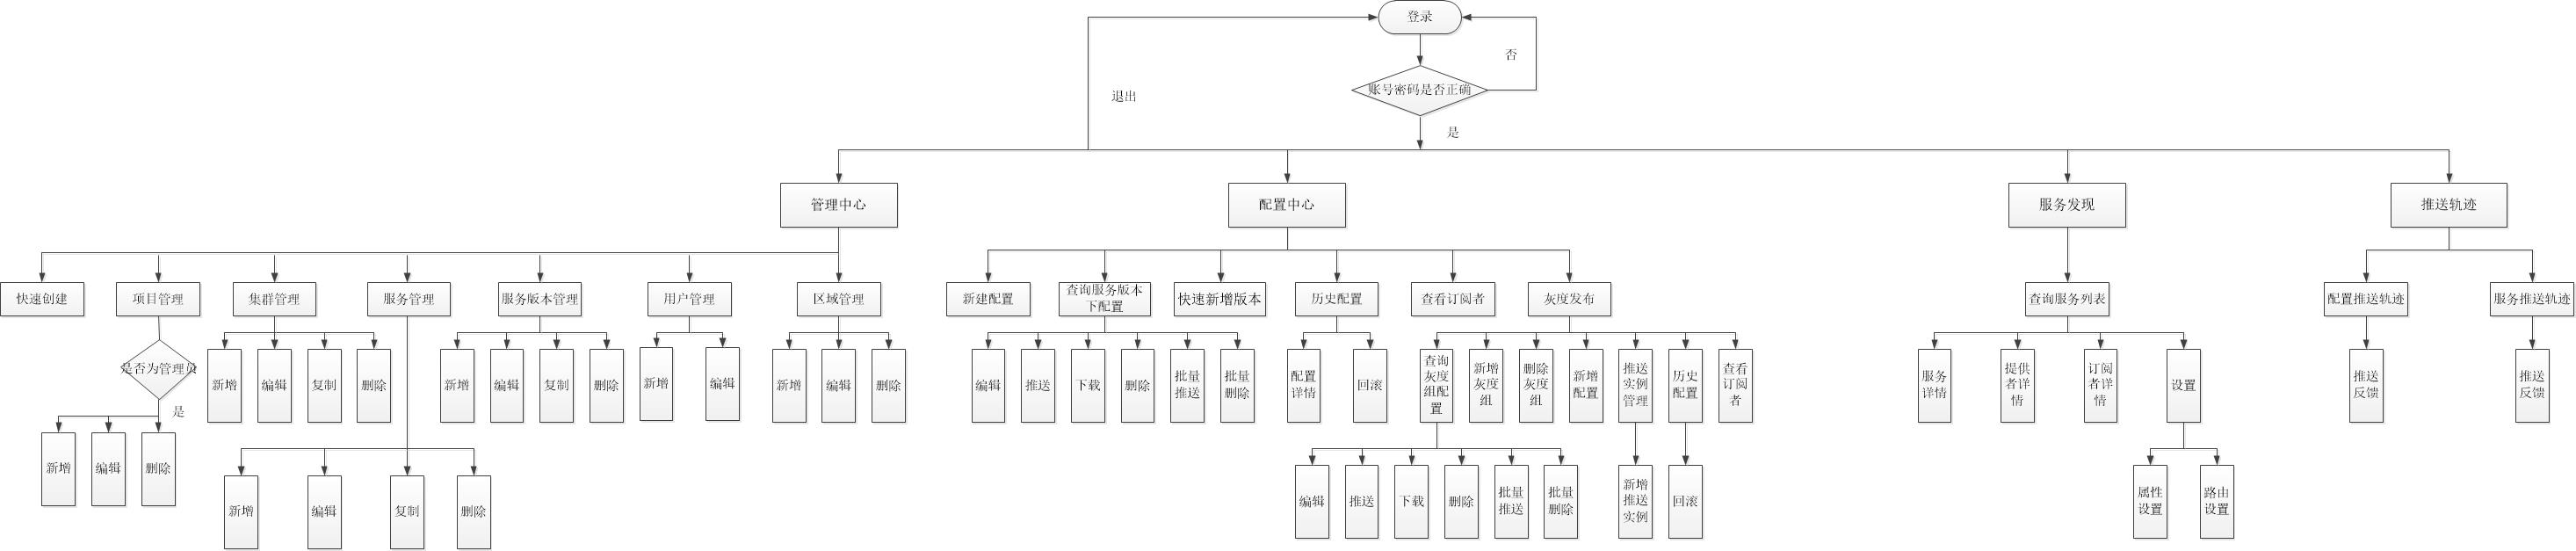 登录
否
账号密码是否正确
退出
是
管理中心
配置中心
服务发现
推送轨迹
快速创建
项目管理
集群管理
服务管理
服务版本管理
用户管理
区域管理
新建配置
查询服务版本
下配置
快速新增版本
历史配置
查看订阅者
灰度发布
查询服务列表
配置推送轨迹
服务推送轨迹
是否为管理员
是
新增
编辑
删除
新增
编辑
复制
删除
新增
编辑
复制
删除
新增
编辑
复制
删除
新增
编辑
新增
编辑
删除
编辑
推送
下载
删除
批量
推送
批量
删除
配置
详情
回滚
查询
灰度
组配
置
新增
灰度
组
删除
灰度
组
新增
配置
推送
实例
管理
历史
配置
查看
订阅
者
编辑
推送
下载
删除
批量
推送
批量
删除
新增
推送
实例
回滚
服务
详情
提供
者详
情
订阅
者详
情
设置
属性
设置
路由
设置
推送
反馈
推送
反馈